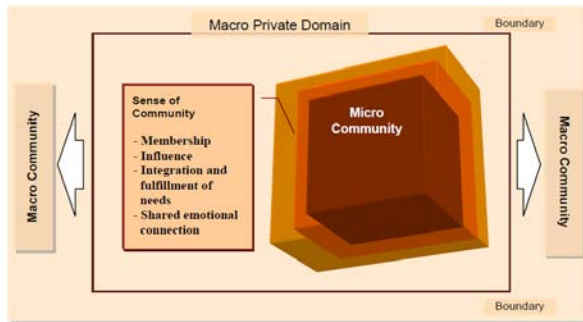 Macro Private Domain
Boundary
Macro Community
Sense of
Community
- Membership
- Influence
- Integration and
fulfillment of
needs
- Shared emotional
connection
Micro
Community
Macro Community
Boundary